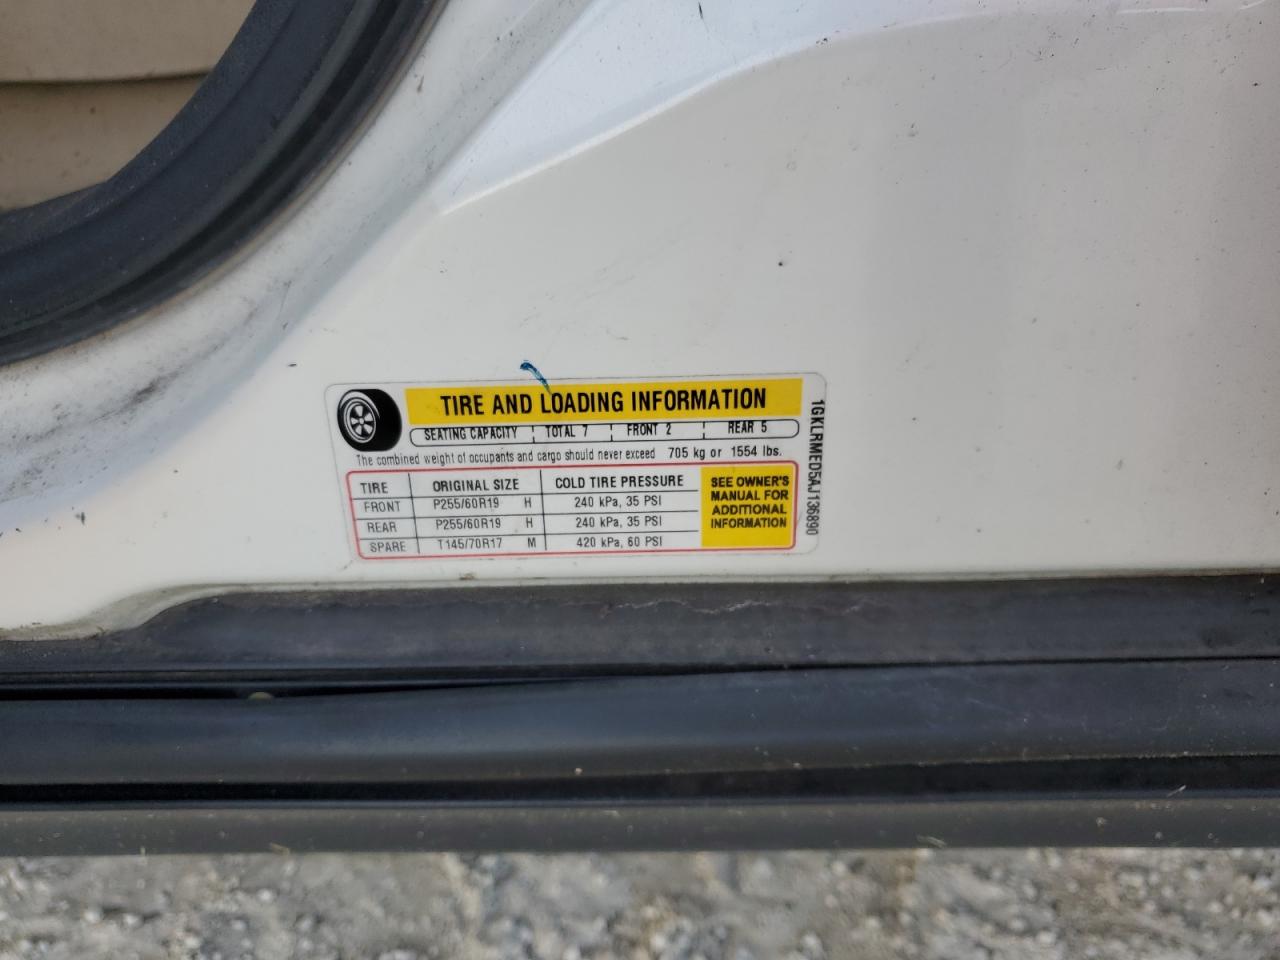 TIRE AND LOADING INFORMATION
SEATING CAPACITY TOTAL 7 FRONT 2 REAR 5
The combined weight of occupants and cargo should never exceed 705 kg or 1554 lbs.
TIRE ORIGINAL SIZE COLD TIRE PRESSURE
FRONT P255/60R19 H 240 kPa, 35 PSI
REAR P255/60R19 H 240 kPa, 35 PSI
SPARE T145/70R17 M 420 kPa, 60 PSI
SEE OWNER'S
MANUAL FOR
ADDITIONAL
INFORMATION
1GKLRMED5AJ136890